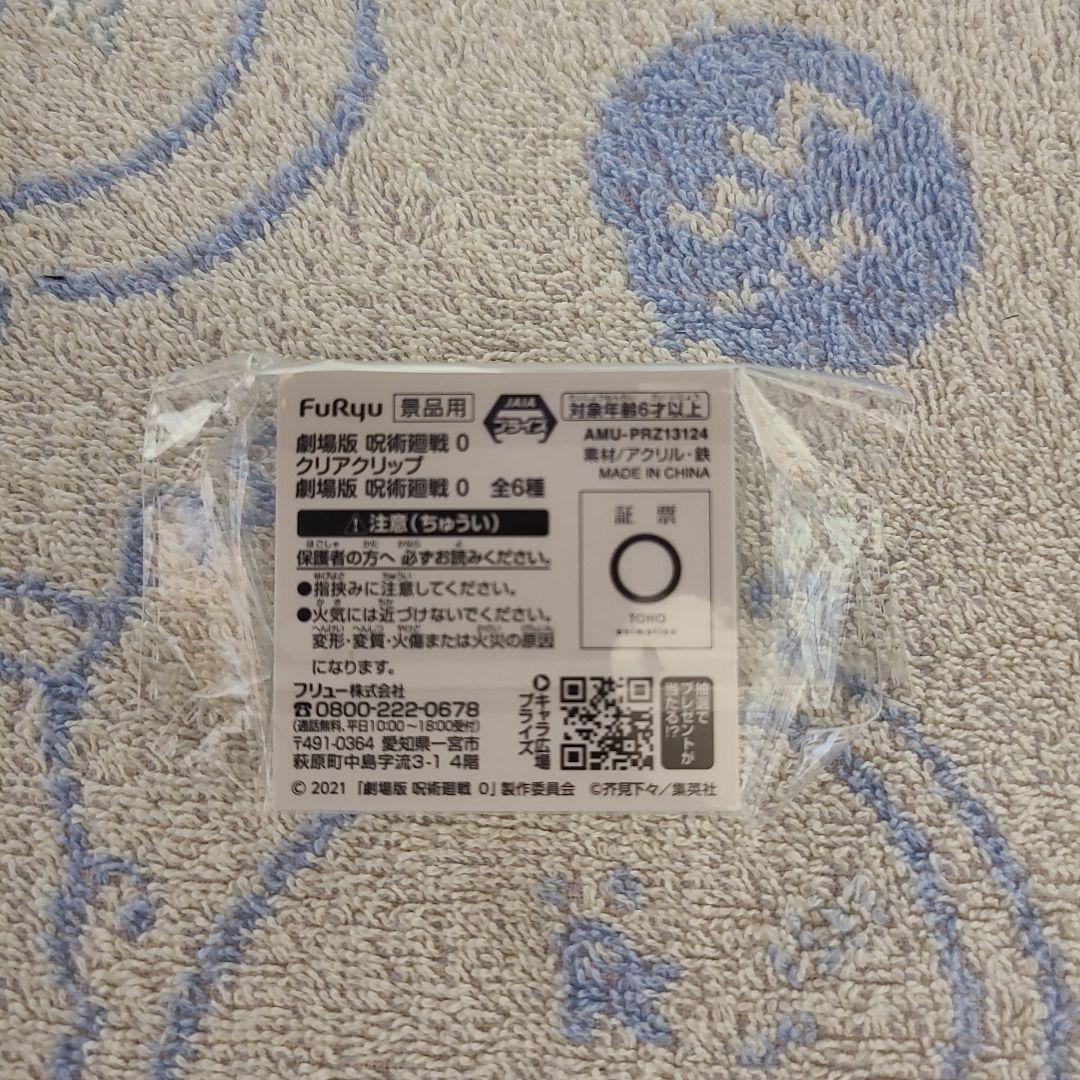 FuRyu 景品用 JAIA プライズ 対象年齢6才以上
劇場版 呪術廻戦 0
クリアクリップ
劇場版 呪術廻戦 0 全6種
AMU-PRZ13124
素材/アクリル・鉄
MADE IN CHINA
注意(ちゅうい)
保護者の方へ 必ずお読みください。
●指挟みに注意してください。
●火気には近づけないでください。
変形・変質・火傷または火災の原因
になります。
証 票
TOHO
animation
フリュー株式会社
☎0800-222-0678
(通話無料、平日10:00~18:00受付)
〒491-0364 愛知県一宮市
萩原町中島字流3-1 4階
キャラ広場
プライズ
抽選で
プレゼントが
当たる!?
© 2021 「劇場版 呪術廻戦 0」製作委員会 ©芥見下々/集英社